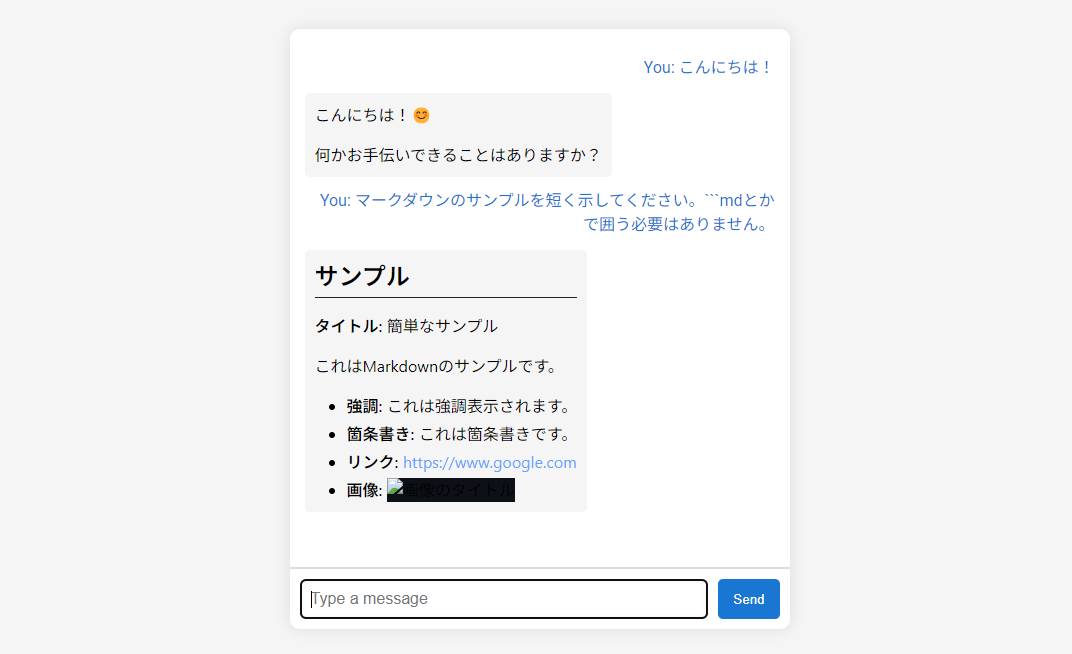 You: こんにちは！
こんにちは！😊
何かお手伝いできることはありますか？
You: マークダウンのサンプルを短く示してください。```mdとか
で囲う必要はありません。
サンプル
タイトル: 簡単なサンプル
これはMarkdownのサンプルです。
強調: これは強調表示されます。
箇条書き: これは箇条書きです。
リンク: https://www.google.com
画像: 画像のタイトル
Type a message
Send